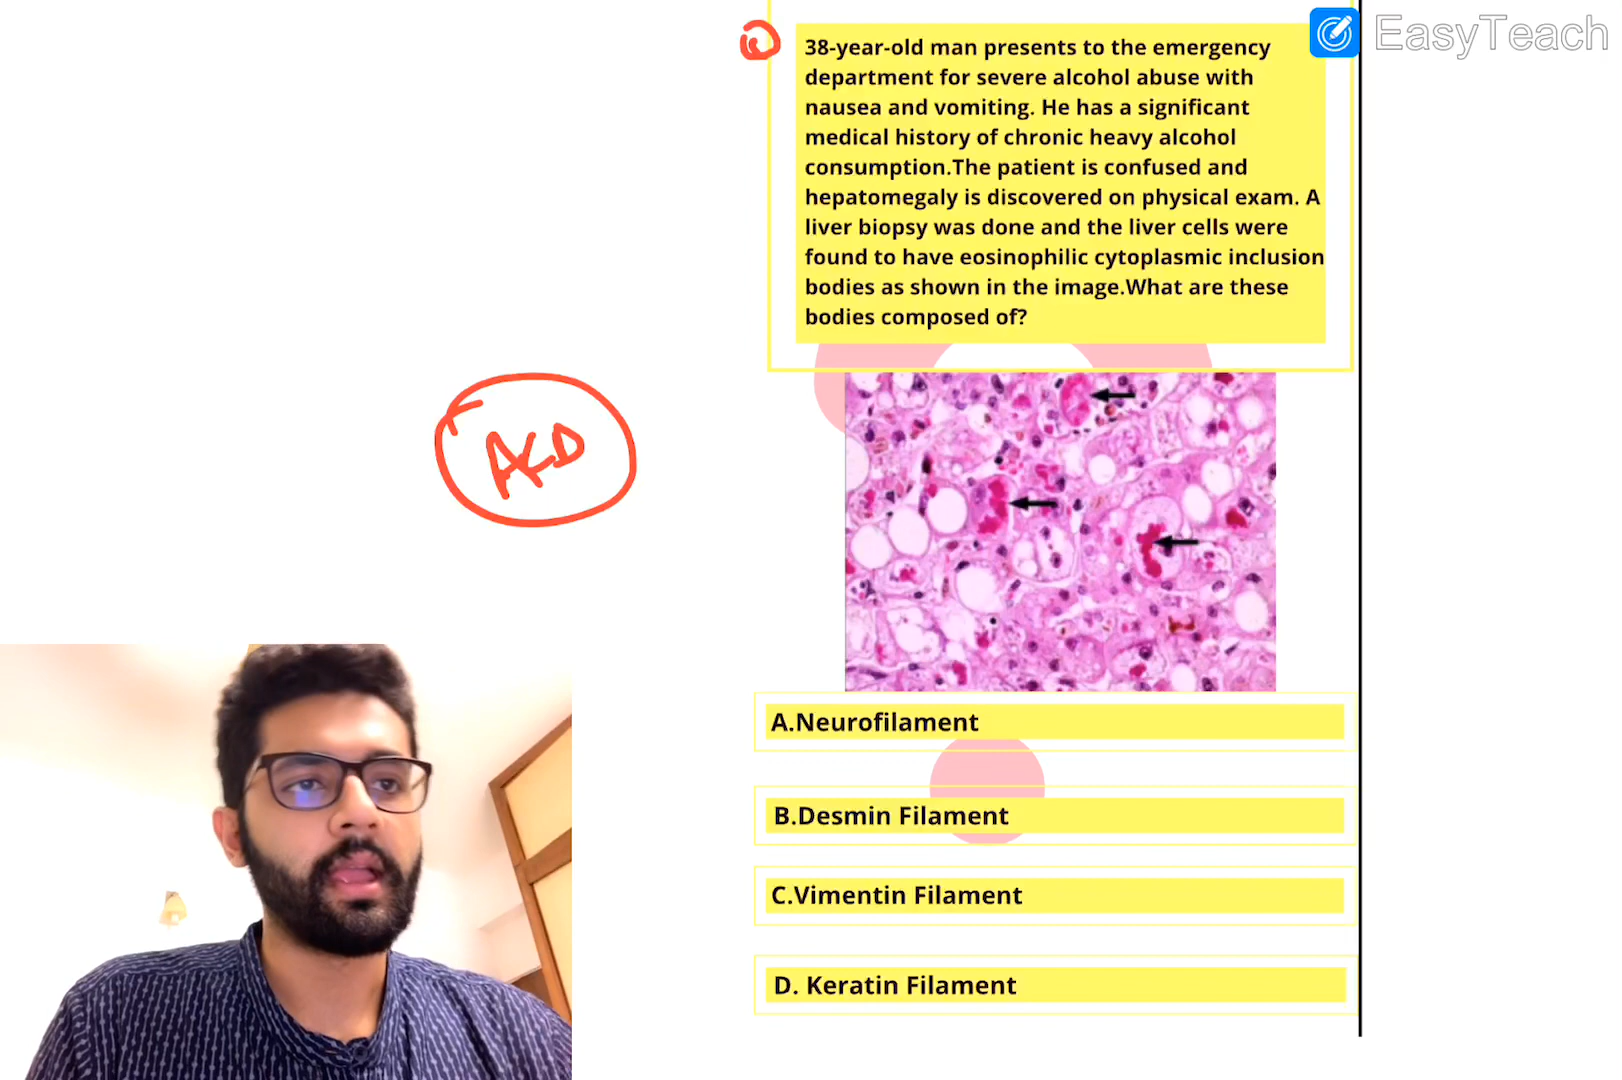 EasyTeach
38-year-old man presents to the emergency
department for severe alcohol abuse with
nausea and vomiting. He has a significant
medical history of chronic heavy alcohol
consumption.The patient is confused and
hepatomegaly is discovered on physical exam. A
liver biopsy was done and the liver cells were
found to have eosinophilic cytoplasmic inclusion
bodies as shown in the image.What are these
bodies composed of?
ALD
A.Neurofilament
B.Desmin Filament
C.Vimentin Filament
D. Keratin Filament